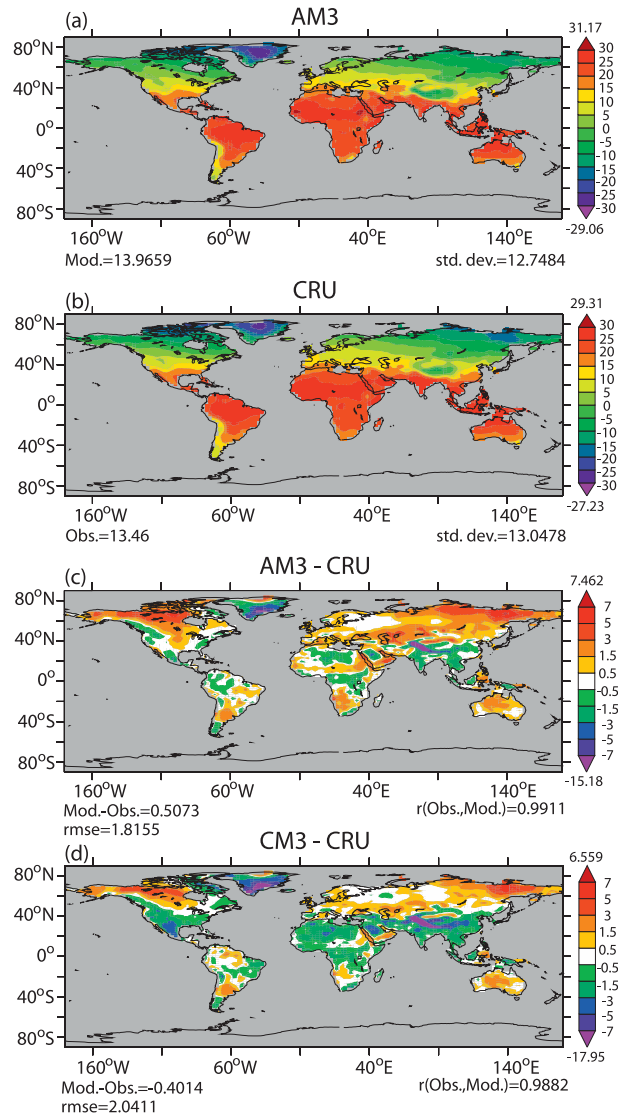 (a) AM3
31.17
80°N
40°N
0°
40°S
80°S
30
25
20
15
10
5
0
-5
-10
-15
-20
-25
-30
-29.06
160°W 60°W 40°E 140°E
Mod.=13.9659 std. dev.=12.7484
(b) CRU
29.31
80°N
40°N
0°
40°S
80°S
30
25
20
15
10
5
0
-5
-10
-15
-20
-25
-30
-27.23
160°W 60°W 40°E 140°E
Obs.=13.46 std. dev.=13.0478
(c) AM3 - CRU
7.462
80°N
40°N
0°
40°S
80°S
7
5
3
1.5
0.5
-0.5
-1.5
-3
-5
-7
-15.18
160°W 60°W 40°E 140°E
Mod.-Obs.=0.5073 r(Obs.,Mod.)=0.9911
rmse=1.8155
(d) CM3 - CRU
6.559
80°N
40°N
0°
40°S
80°S
7
5
3
1.5
0.5
-0.5
-1.5
-3
-5
-7
-17.95
160°W 60°W 40°E 140°E
Mod.-Obs.=-0.4014 r(Obs.,Mod.)=0.9882
rmse=2.0411